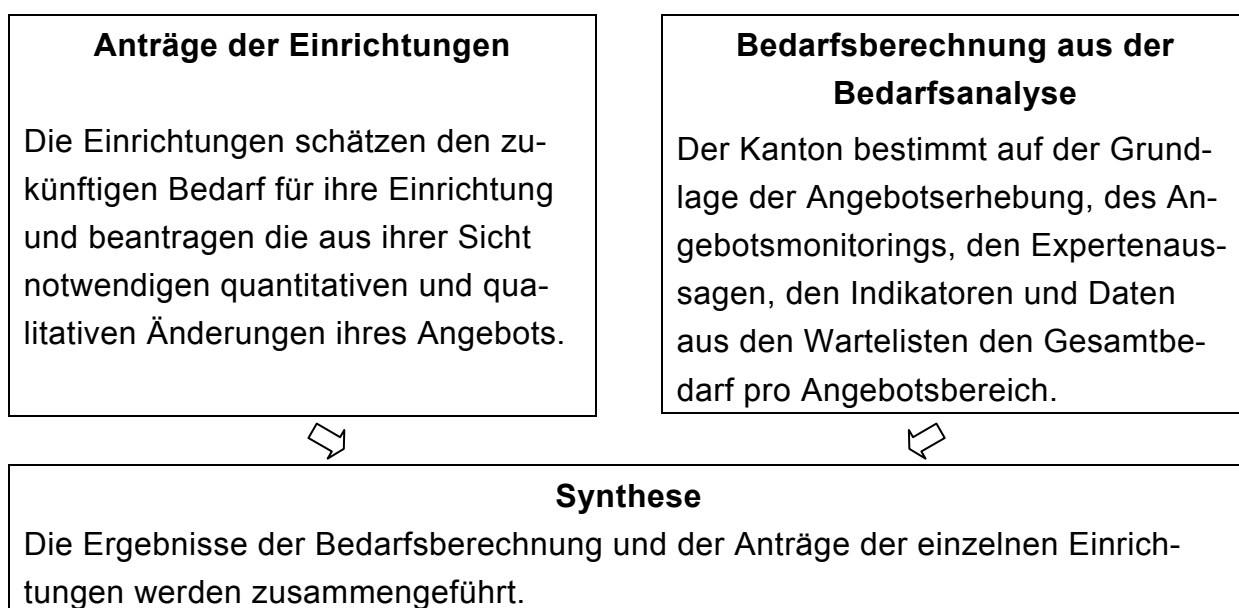 Anträge der Einrichtungen
Die Einrichtungen schätzen den zu-
künftigen Bedarf für ihre Einrichtung
und beantragen die aus ihrer Sicht
notwendigen quantitativen und qua-
litativen Änderungen ihres Angebots.
Bedarfsberechnung aus der
Bedarfsanalyse
Der Kanton bestimmt auf der Grund-
lage der Angebotserhebung, des An-
gebotsmonitorings, den Expertenaus-
sagen, den Indikatoren und Daten
aus den Wartelisten den Gesamtbe-
darf pro Angebotsbereich.
Synthese
Die Ergebnisse der Bedarfsberechnung und der Anträge der einzelnen Einrich-
tungen werden zusammengeführt.